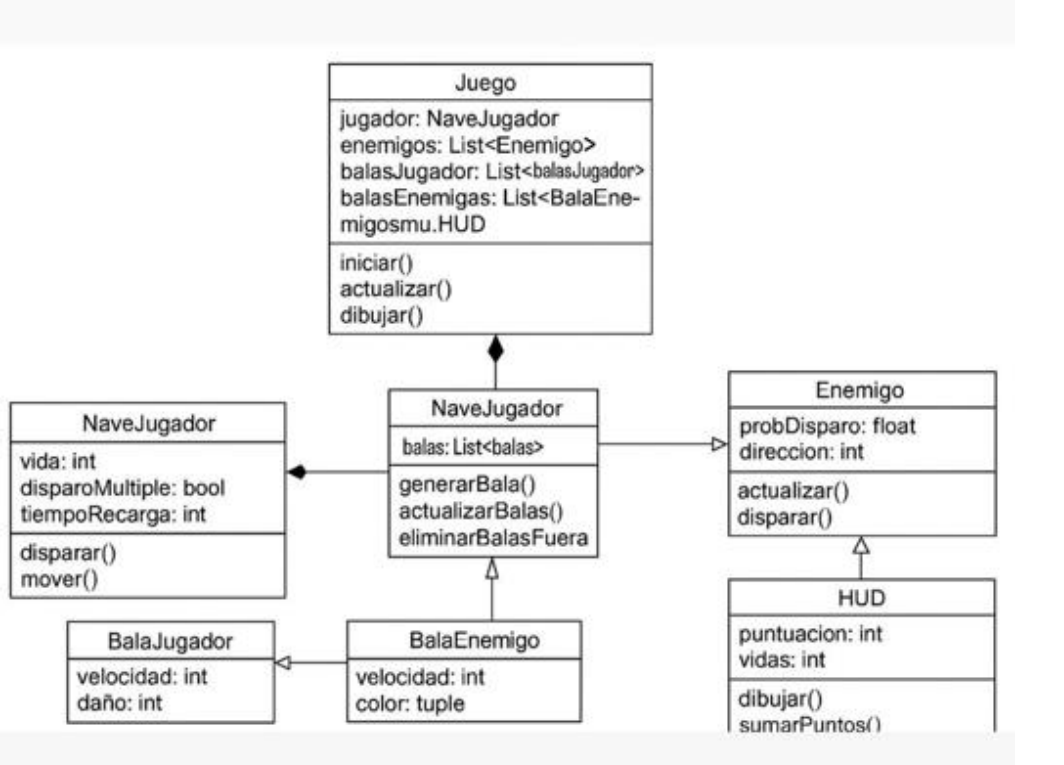 Juego
jugador: NaveJugador
enemigos: List<Enemigo>
balasJugador: List<balasJugador>
balasEnemigas: List<BalaEne-
migosmu.HUD
iniciar()
actualizar()
dibujar()
NaveJugador
vida: int
disparoMultiple: bool
tiempoRecarga: int
disparar()
mover()
NaveJugador
balas: List<balas>
generarBala()
actualizarBalas()
eliminarBalasFuera
Enemigo
probDisparo: float
direccion: int
actualizar()
disparar()
BalaJugador
velocidad: int
daño: int
BalaEnemigo
velocidad: int
color: tuple
HUD
puntuacion: int
vidas: int
dibujar()
sumarPuntos()